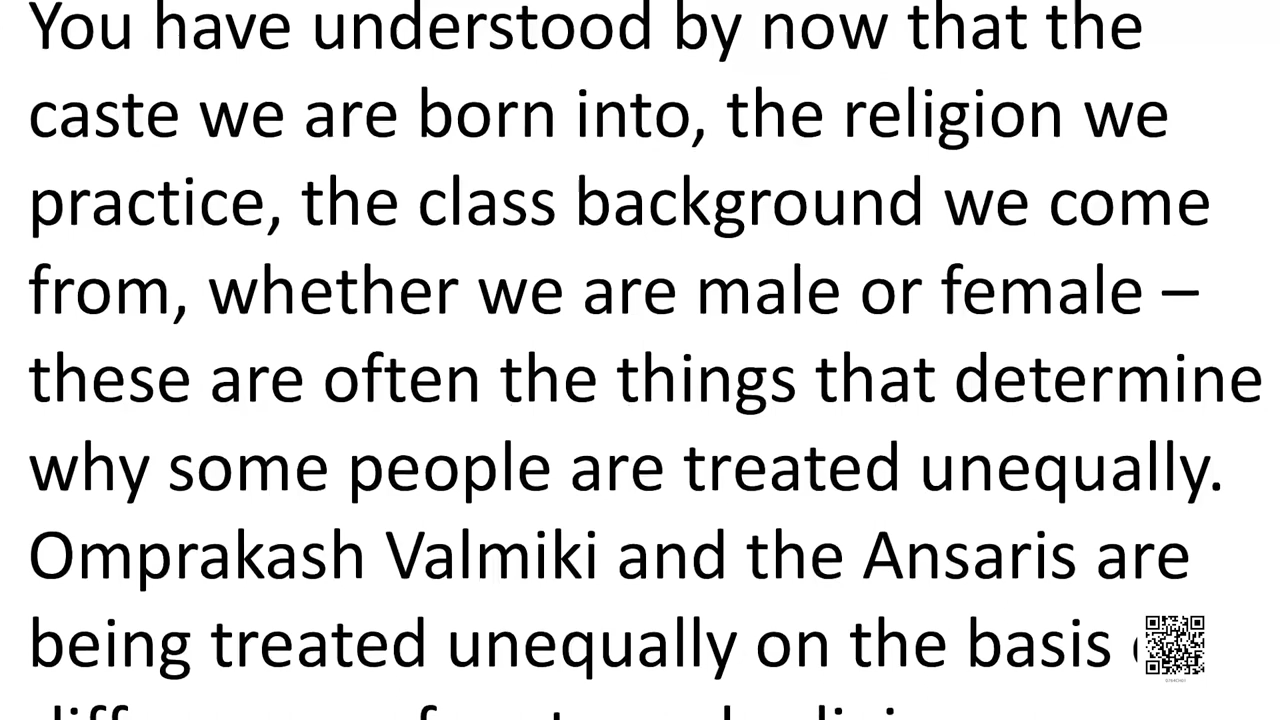 You have understood by now that the
caste we are born into, the religion we
practice, the class background we come
from, whether we are male or female –
these are often the things that determine
why some people are treated unequally.
Omprakash Valmiki and the Ansaris are
being treated unequally on the basis